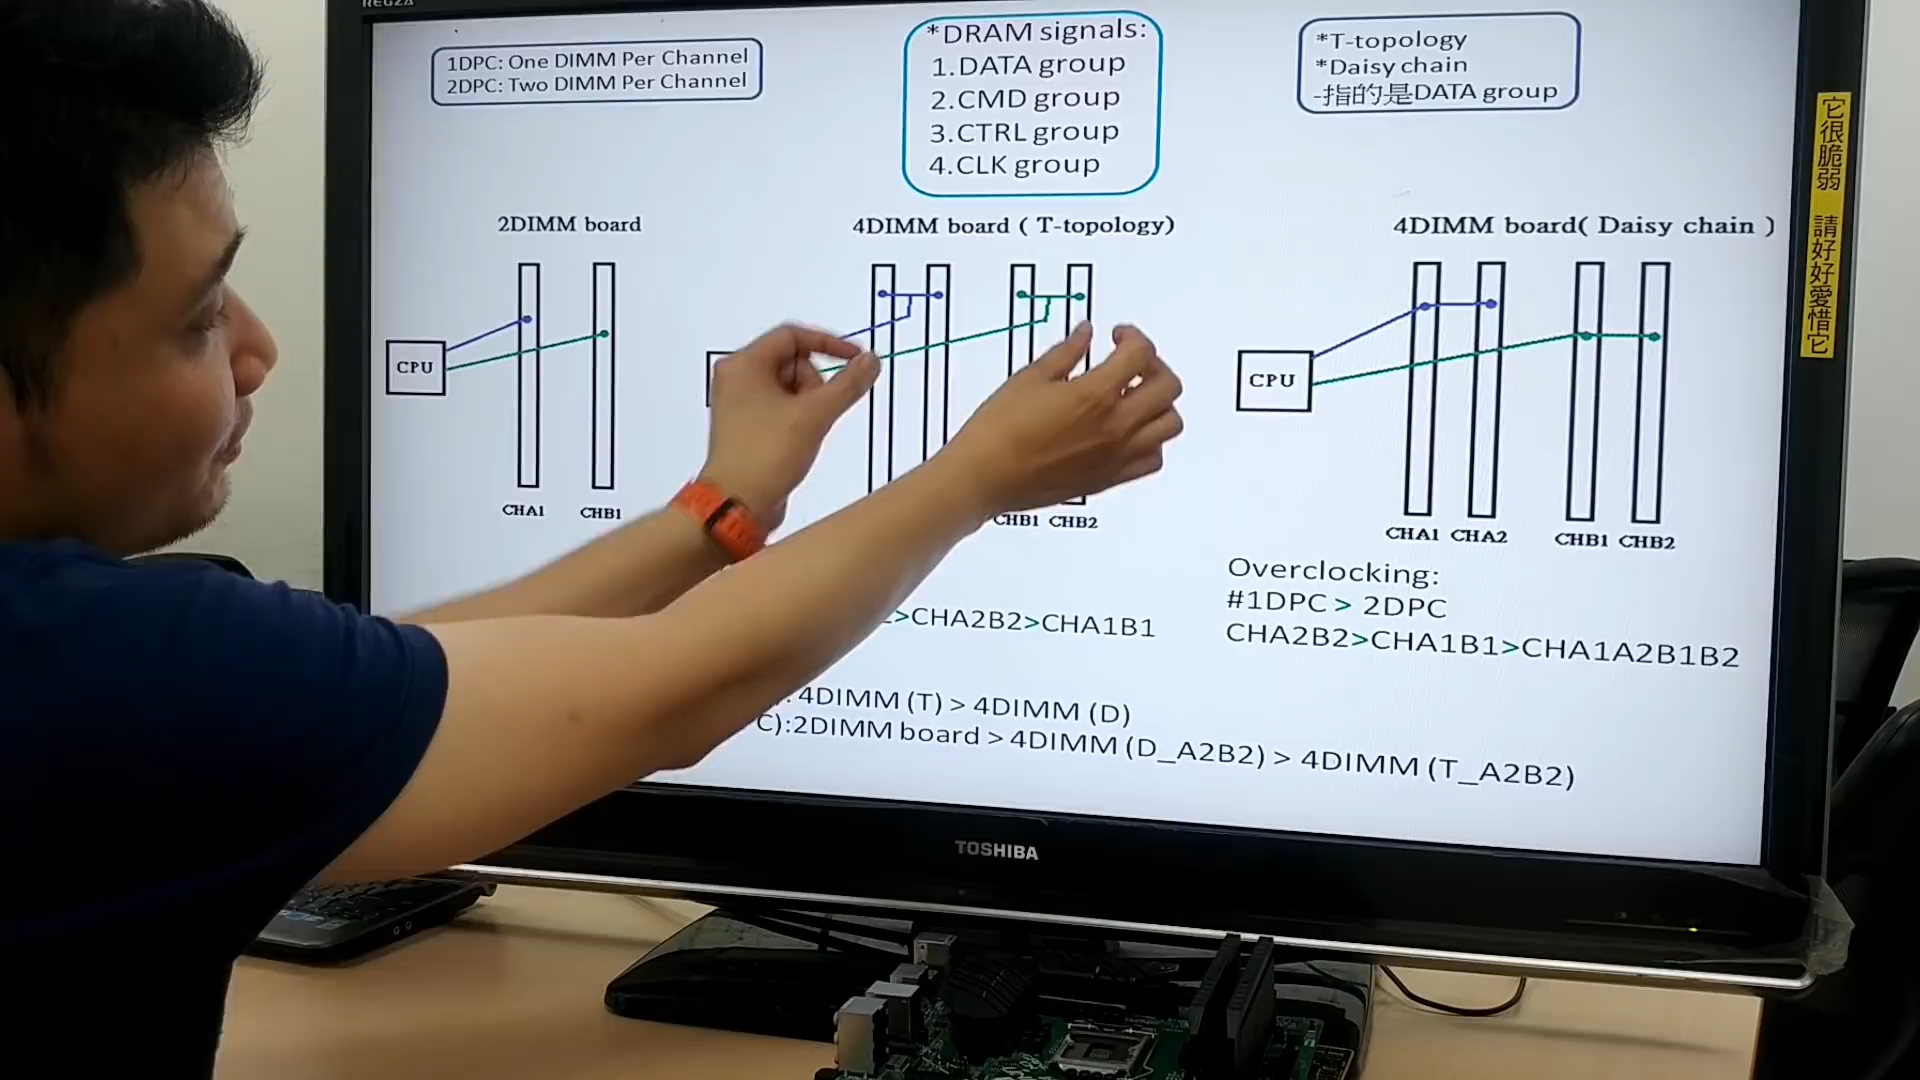 REGZA
1DPC: One DIMM Per Channel
2DPC: Two DIMM Per Channel
*DRAM signals:
1.DATA group
2.CMD group
3.CTRL group
4.CLK group
*T-topology
*Daisy chain
-指的是DATA group
它很脆弱 請好好愛惜它
2DIMM board
CPU
CHA1 CHB1
4DIMM board ( T-topology)
CHB1 CHB2
>CHA2B2>CHA1B1
4DIMM board( Daisy chain )
CPU
CHA1 CHA2 CHB1 CHB2
Overclocking:
#1DPC > 2DPC
CHA2B2>CHA1B1>CHA1A2B1B2
4DIMM (T) > 4DIMM (D)
C):2DIMM board > 4DIMM (D_A2B2) > 4DIMM (T_A2B2)
TOSHIBA